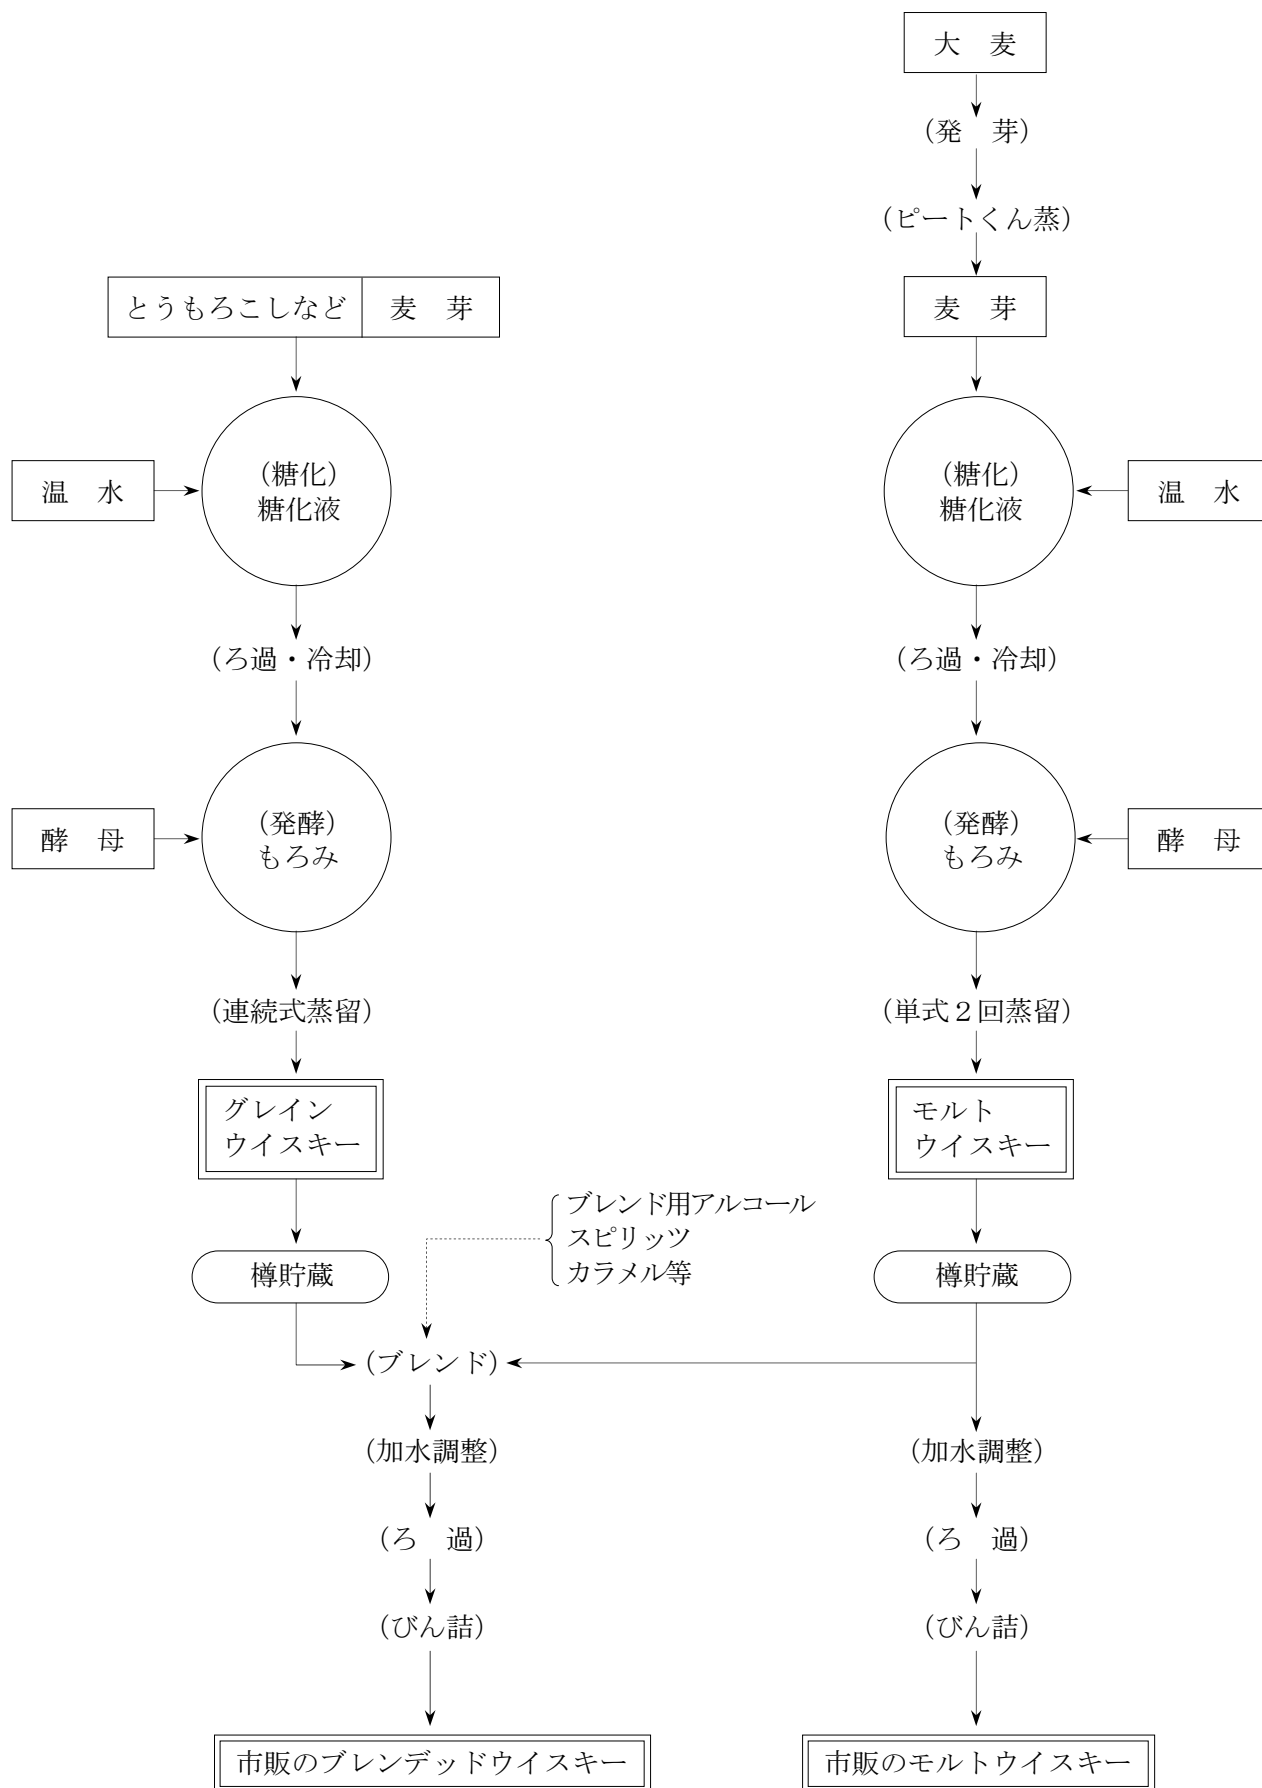 大　麦
（発　芽）
（ピートくん蒸）
とうもろこしなど　麦　芽
麦　芽
温　水
（糖化）
糖化液
（糖化）
糖化液
温　水
（ろ過・冷却）
（ろ過・冷却）
酵　母
（発酵）
もろみ
（発酵）
もろみ
酵　母
（連続式蒸留）
（単式２回蒸留）
グレイン
ウイスキー
モルト
ウイスキー
ブレンド用アルコール
スピリッツ
カラメル等
樽貯蔵
樽貯蔵
（ブレンド）
（加水調整）
（加水調整）
（ろ　過）
（ろ　過）
（びん詰）
（びん詰）
市販のブレンデッドウイスキー
市販のモルトウイスキー